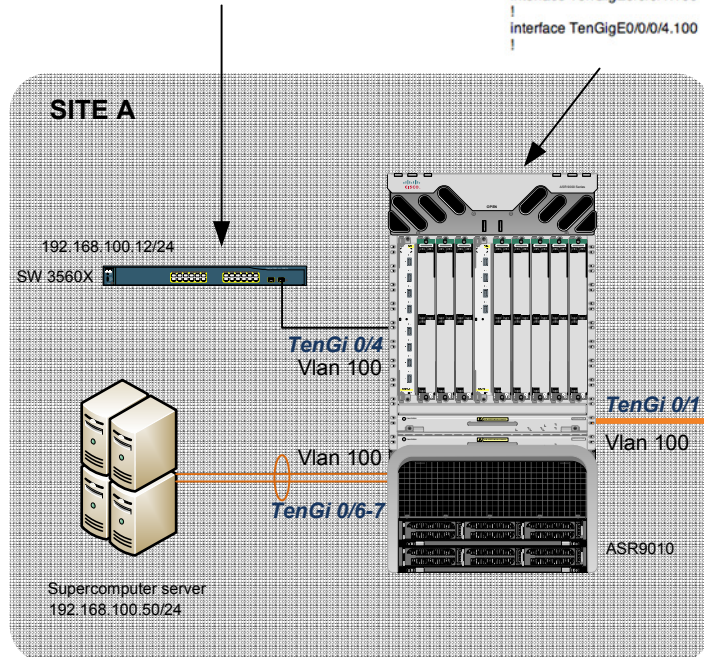 !
interface TenGigE0/0/0/4.100
!
SITE A
192.168.100.12/24
SW 3560X
TenGi 0/4
Vlan 100
TenGi 0/1
Vlan 100
Vlan 100
TenGi 0/6-7
ASR9010
Supercomputer server
192.168.100.50/24